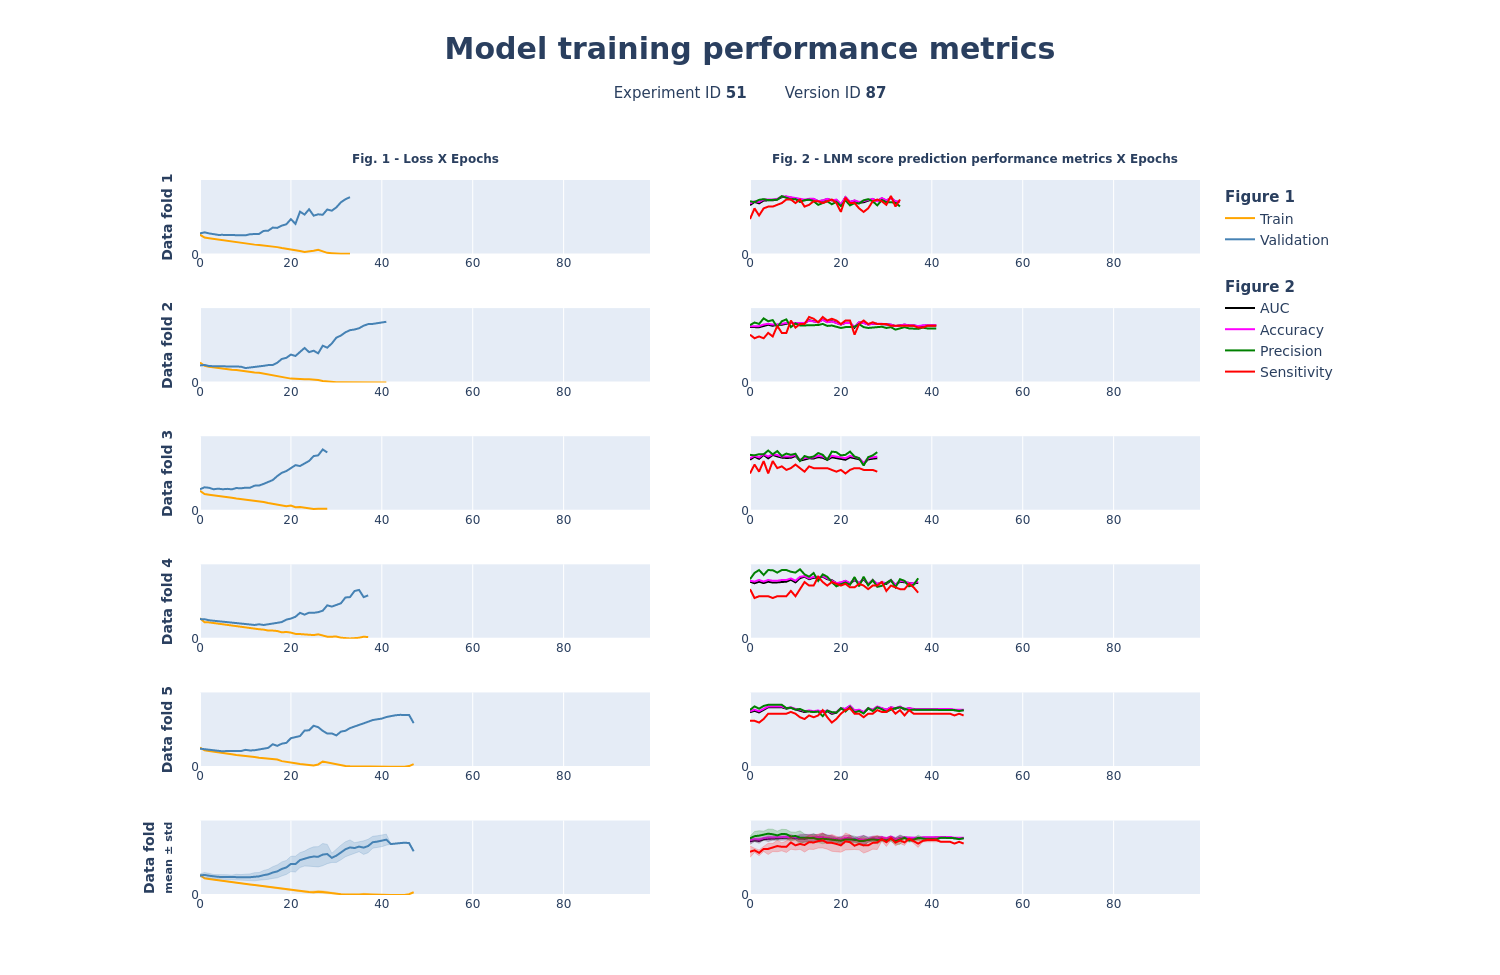 Model training performance metrics
Experiment ID 51 Version ID 87
Fig. 1 - Loss X Epochs
Fig. 2 - LNM score prediction performance metrics X Epochs
Data fold 1
0
0 20 40 60 80
0
0 20 40 60 80
Figure 1
Train
Validation
Figure 2
AUC
Accuracy
Precision
Sensitivity
Data fold 2
0
0 20 40 60 80
0
0 20 40 60 80
Data fold 3
0
0 20 40 60 80
0
0 20 40 60 80
Data fold 4
0
0 20 40 60 80
0
0 20 40 60 80
Data fold 5
0
0 20 40 60 80
0
0 20 40 60 80
Data fold
mean ± std
0
0 20 40 60 80
0
0 20 40 60 80